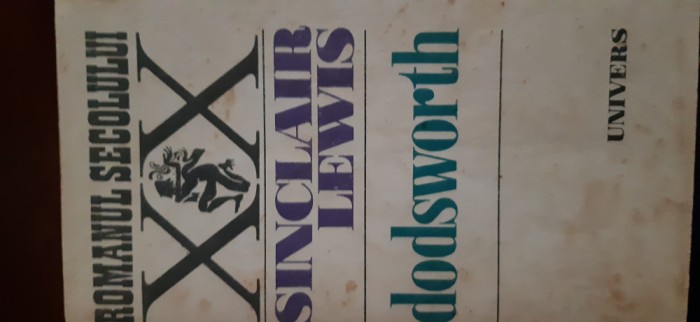 ROMANUL SECOLULUI
XX
SINCLAIR
LEWIS
dodsworth
UNIVERS